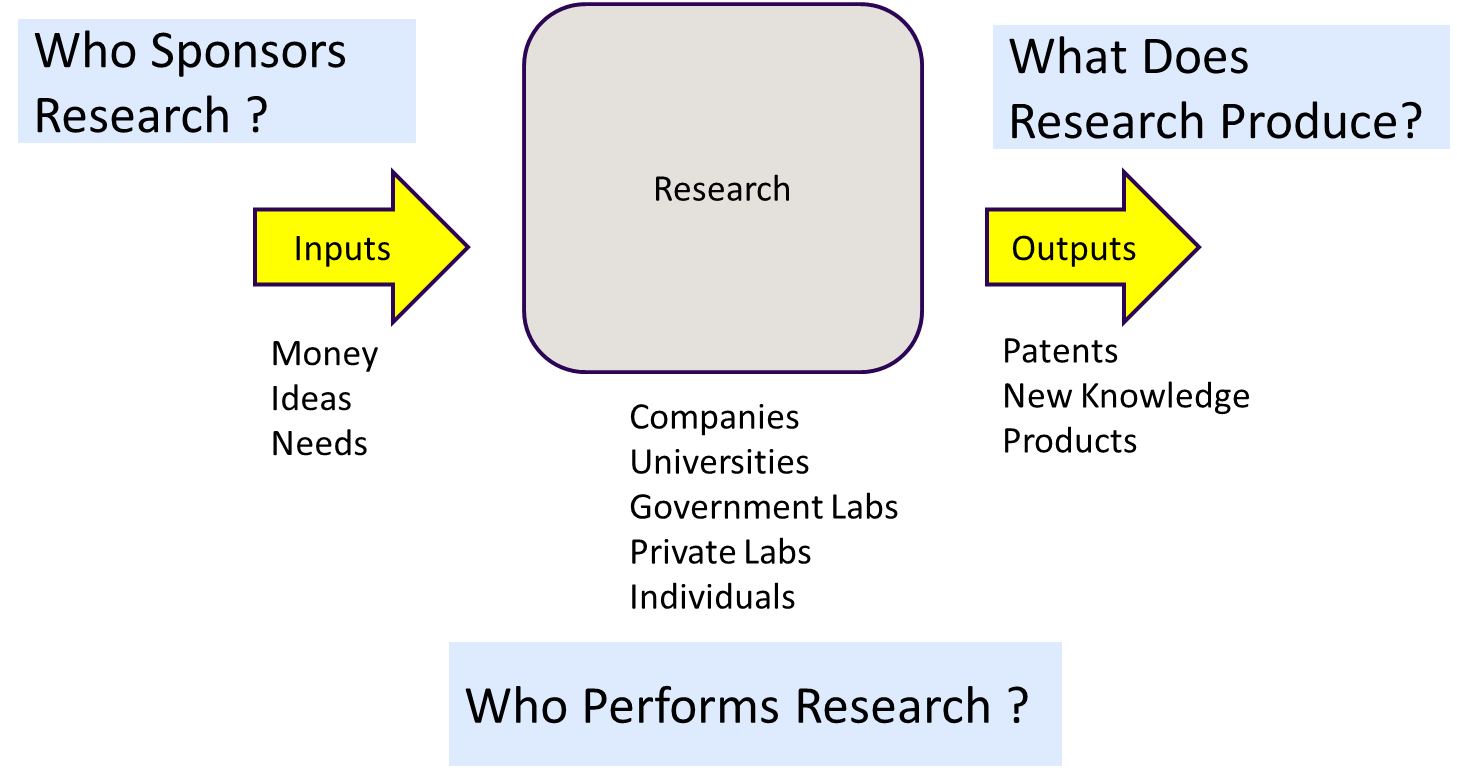 Who Sponsors
Research ?
Inputs
Money
Ideas
Needs
Research
Companies
Universities
Government Labs
Private Labs
Individuals
Who Performs Research ?
What Does
Research Produce?
Outputs
Patents
New Knowledge
Products